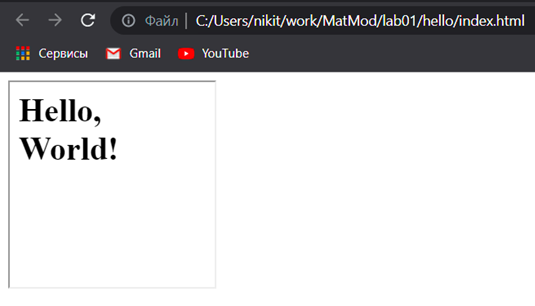 Файл | C:/Users/nikit/work/MatMod/lab01/hello/index.html
Сервисы Gmail YouTube
Hello,
World!